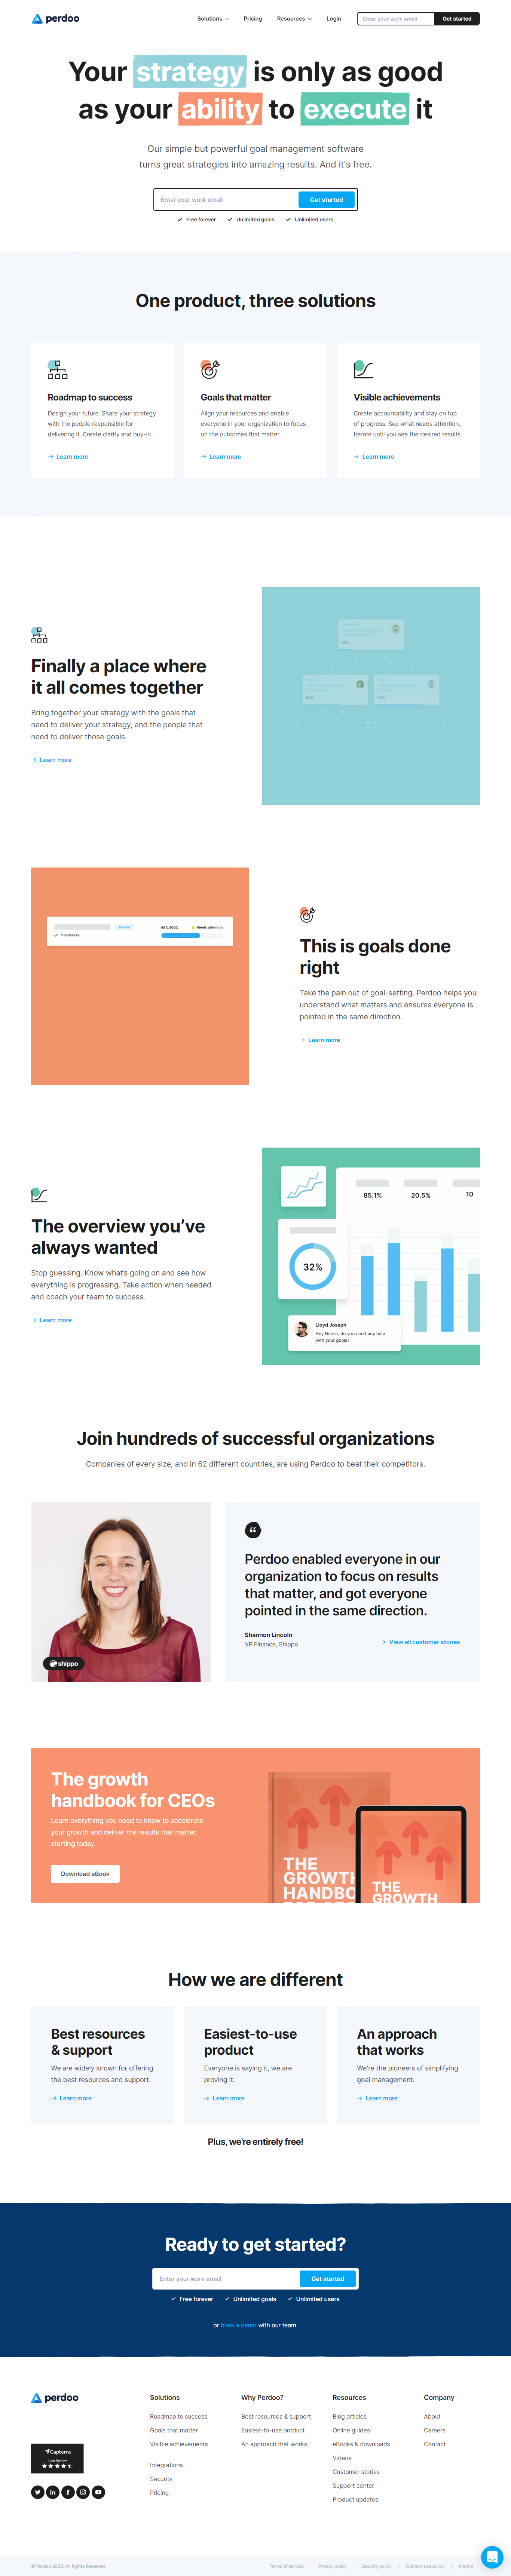 perdoo
Solutions
Pricing
Resources
Login
Enter your work email
Get started
Your strategy is only as good
as your ability to execute it
Our simple but powerful goal management software
turns great strategies into amazing results. And it's free.
Enter your work email
Get started
Free forever
Unlimited goals
Unlimited users
One product, three solutions
Roadmap to success
Design your future. Share your strategy
with the people responsible for
delivering it. Create clarity and buy-in.
Learn more
Goals that matter
Align your resources and enable
everyone in your organization to focus
on the outcomes that matter.
Learn more
Visible achievements
Create accountability and stay on top
of progress. See what needs attention.
Iterate until you see the desired results.
Learn more
Finally a place where
it all comes together
Bring together your strategy with the goals that
need to deliver your strategy, and the people that
need to deliver those goals.
Learn more
5 Initiatives
Needs attention
This is goals done
right
Take the pain out of goal-setting. Perdoo helps you
understand what matters and ensures everyone is
pointed in the same direction.
Learn more
The overview you’ve
always wanted
Stop guessing. Know what’s going on and see how
everything is progressing. Take action when needed
and coach your team to success.
Learn more
85.1%
20.5%
10
32%
Lloyd Joseph
Hey Nicole, do you need any help
with your goals?
Join hundreds of successful organizations
Companies of every size, and in 62 different countries, are using Perdoo to beat their competitors.
shippo
“
Perdoo enabled everyone in our
organization to focus on results
that matter, and got everyone
pointed in the same direction.
Shannon Lincoln
VP Finance, Shippo
View all customer stories
The growth
handbook for CEOs
Learn everything you need to know to accelerate
your growth and deliver the results that matter,
starting today.
Download eBook
THE
GROWTH
HANDBO
THE
GROWTH
How we are different
Best resources
& support
We are widely known for offering
the best resources and support.
Learn more
Easiest-to-use
product
Everyone is saying it, we are
proving it.
Learn more
An approach
that works
We're the pioneers of simplifying
goal management.
Learn more
Plus, we're entirely free!
Ready to get started?
Enter your work email
Get started
Free forever
Unlimited goals
Unlimited users
or book a demo with our team.
perdoo
Capterra
User Review
Solutions
Roadmap to success
Goals that matter
Visible achievements
Integrations
Security
Pricing
Why Perdoo?
Best resources & support
Easiest-to-use product
An approach that works
Resources
Blog articles
Online guides
eBooks & downloads
Videos
Customer stories
Support center
Product updates
Company
About
Careers
Contact
© Perdoo 2020. All Rights Reserved.
Terms of service
Privacy policy
Security policy
Content use policy
Imprint